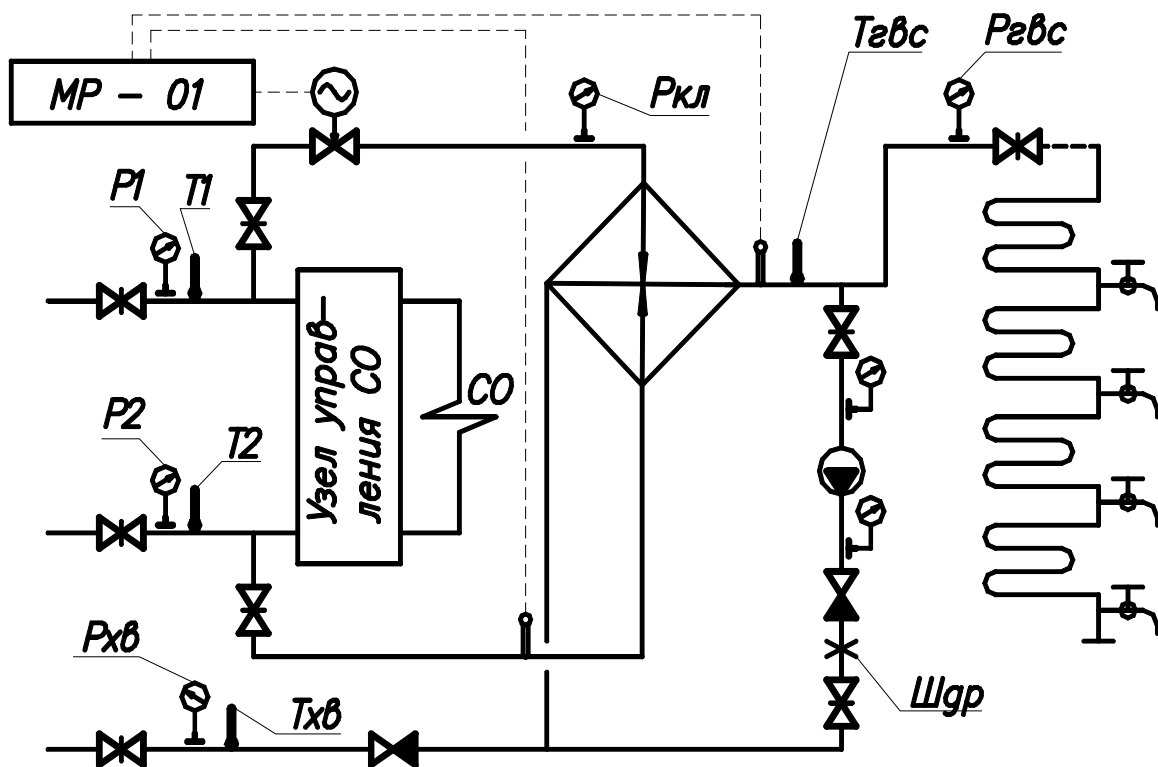 Тгвс
Ргвс
МР - 01
Ркл
Р1
Т1
Узел управ-
ления СО
СО
Р2
Т2
Рхв
Тхв
Шдр